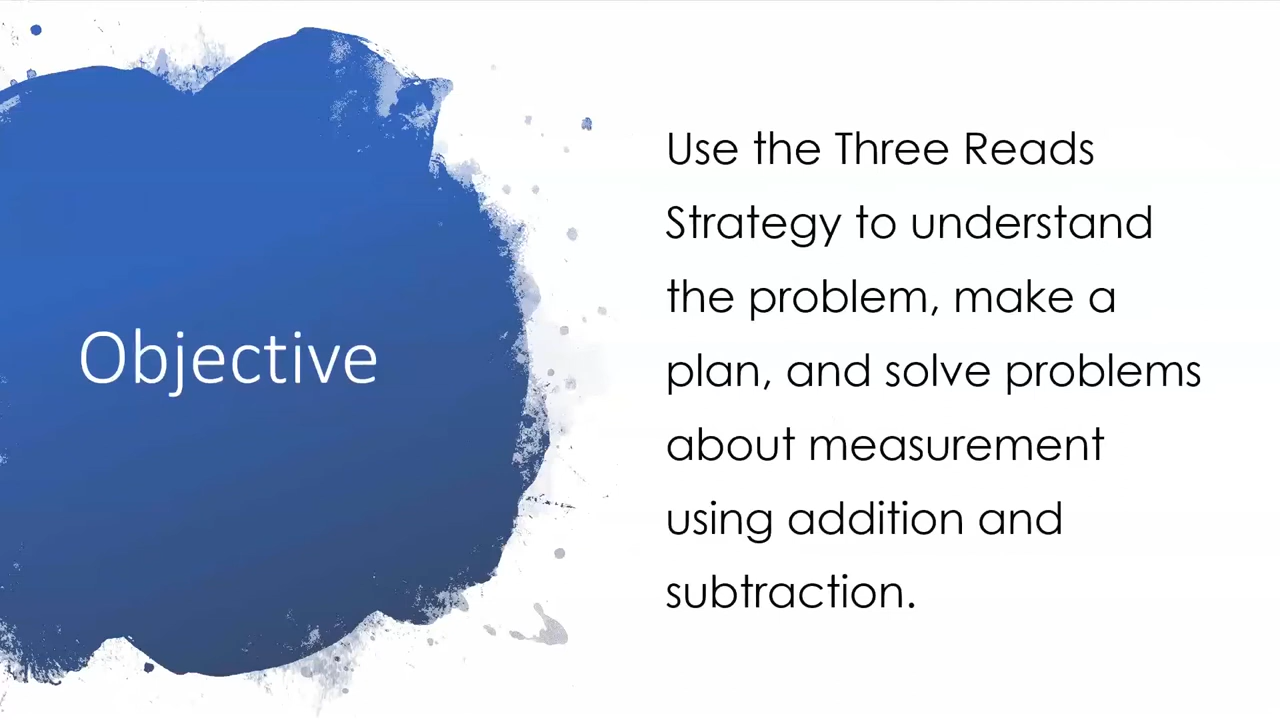 Objective
Use the Three Reads
Strategy to understand
the problem, make a
plan, and solve problems
about measurement
using addition and
subtraction.